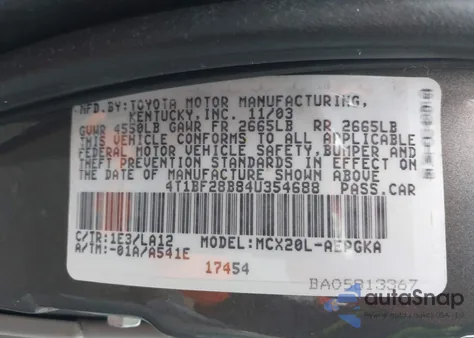 MFD.BY:TOYOTA MOTOR MANUFACTURING,
KENTUCKY,INC. 11/03
GVWR 4550LB GAWR FR 2665LB RR 2665LB
THIS VEHICLE CONFORMS TO ALL APPLICABLE
FEDERAL MOTOR VEHICLE SAFETY,BUMPER AND
THEFT PREVENTION STANDARDS IN EFFECT ON
THE DATE OF MANUFACTURE SHOWN ABOVE
4T1BF28B84U354688 PASS.CAR
C/TR:1E3/LA12 MODEL:MCX20L-AEPGKA
A/TM:-01A/A541E
17454
BA05813367
autoSnap